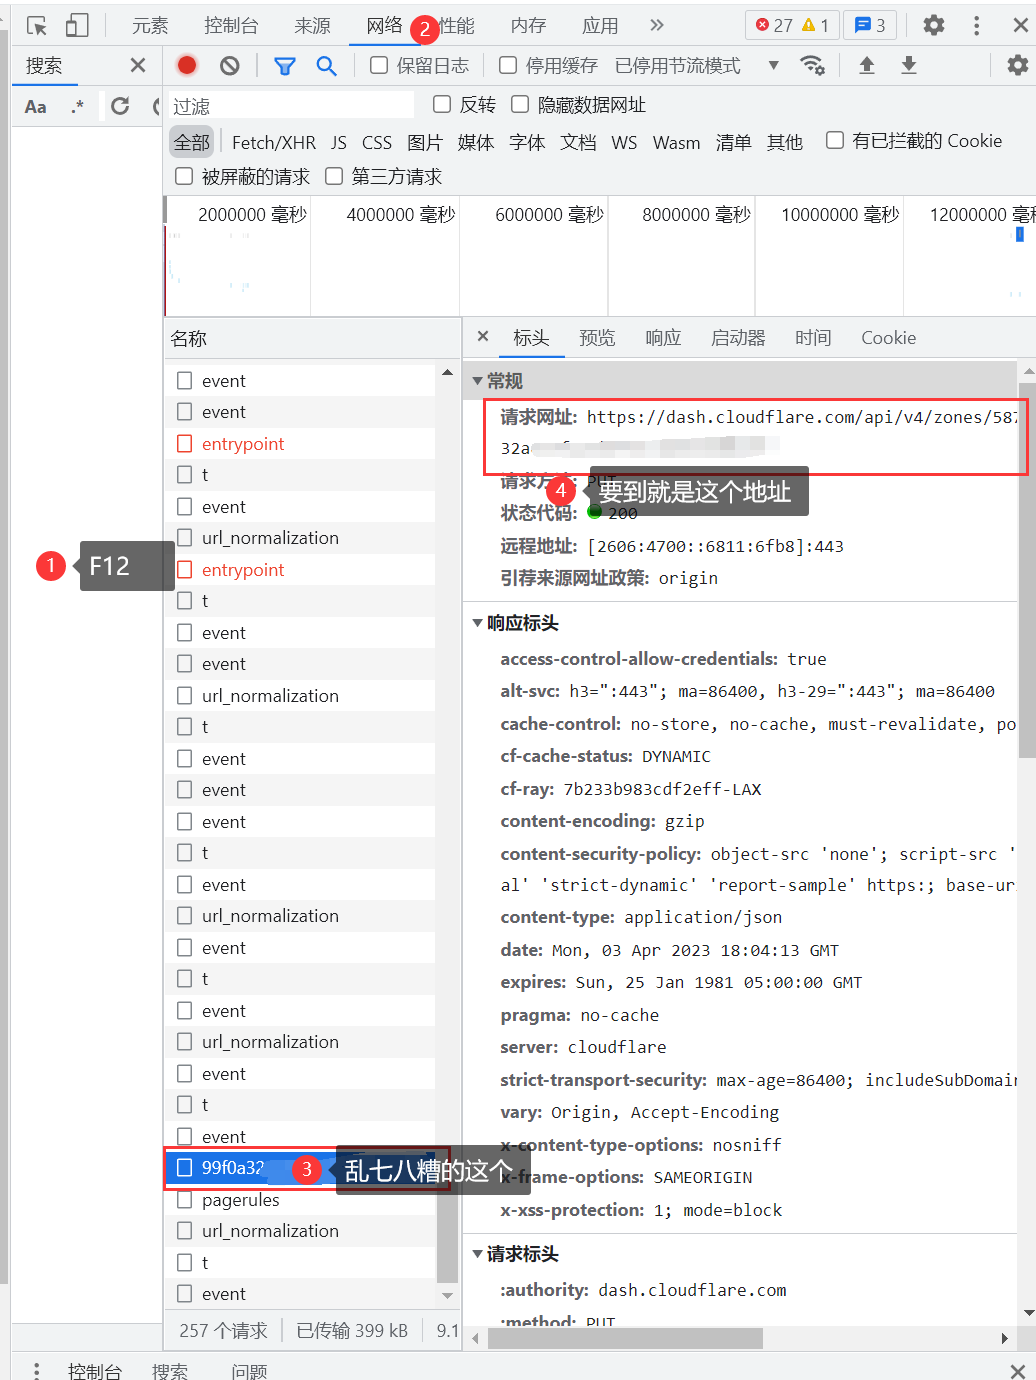 元素 控制台 来源 网络 2 性能 内存 应用 » 27 1 3
搜索 保留日志 停用缓存 已停用节流模式
Aa .* 过滤 反转 隐藏数据网址
全部 Fetch/XHR JS CSS 图片 媒体 字体 文档 WS Wasm 清单 其他 有已拦截的 Cookie
被屏蔽的请求 第三方请求
2000000 毫秒 4000000 毫秒 6000000 毫秒 8000000 毫秒 10000000 毫秒 12000000 毫秒
名称
event
event
entrypoint
t
event
url_normalization
entrypoint
t
event
event
url_normalization
t
event
event
event
t
event
url_normalization
event
t
event
url_normalization
event
t
event
99f0a32
pagerules
url_normalization
t
event
257 个请求 已传输 399 kB 9.1
1 F12
3 乱七八糟的这个
标头 预览 响应 启动器 时间 Cookie
常规
请求网址: https://dash.cloudflare.com/api/v4/zones/587
32a
请求方法: PUT
4 要到就是这个地址
状态代码: 200
远程地址: [2606:4700::6811:6fb8]:443
引荐来源网址政策: origin
响应标头
access-control-allow-credentials: true
alt-svc: h3=":443"; ma=86400, h3-29=":443"; ma=86400
cache-control: no-store, no-cache, must-revalidate, po
cf-cache-status: DYNAMIC
cf-ray: 7b233b983cdf2eff-LAX
content-encoding: gzip
content-security-policy: object-src 'none'; script-src '
al' 'strict-dynamic' 'report-sample' https:; base-ur
content-type: application/json
date: Mon, 03 Apr 2023 18:04:13 GMT
expires: Sun, 25 Jan 1981 05:00:00 GMT
pragma: no-cache
server: cloudflare
strict-transport-security: max-age=86400; includeSubDomain
vary: Origin, Accept-Encoding
x-content-type-options: nosniff
x-frame-options: SAMEORIGIN
x-xss-protection: 1; mode=block
请求标头
:authority: dash.cloudflare.com
:method: PUT
控制台 搜索 问题